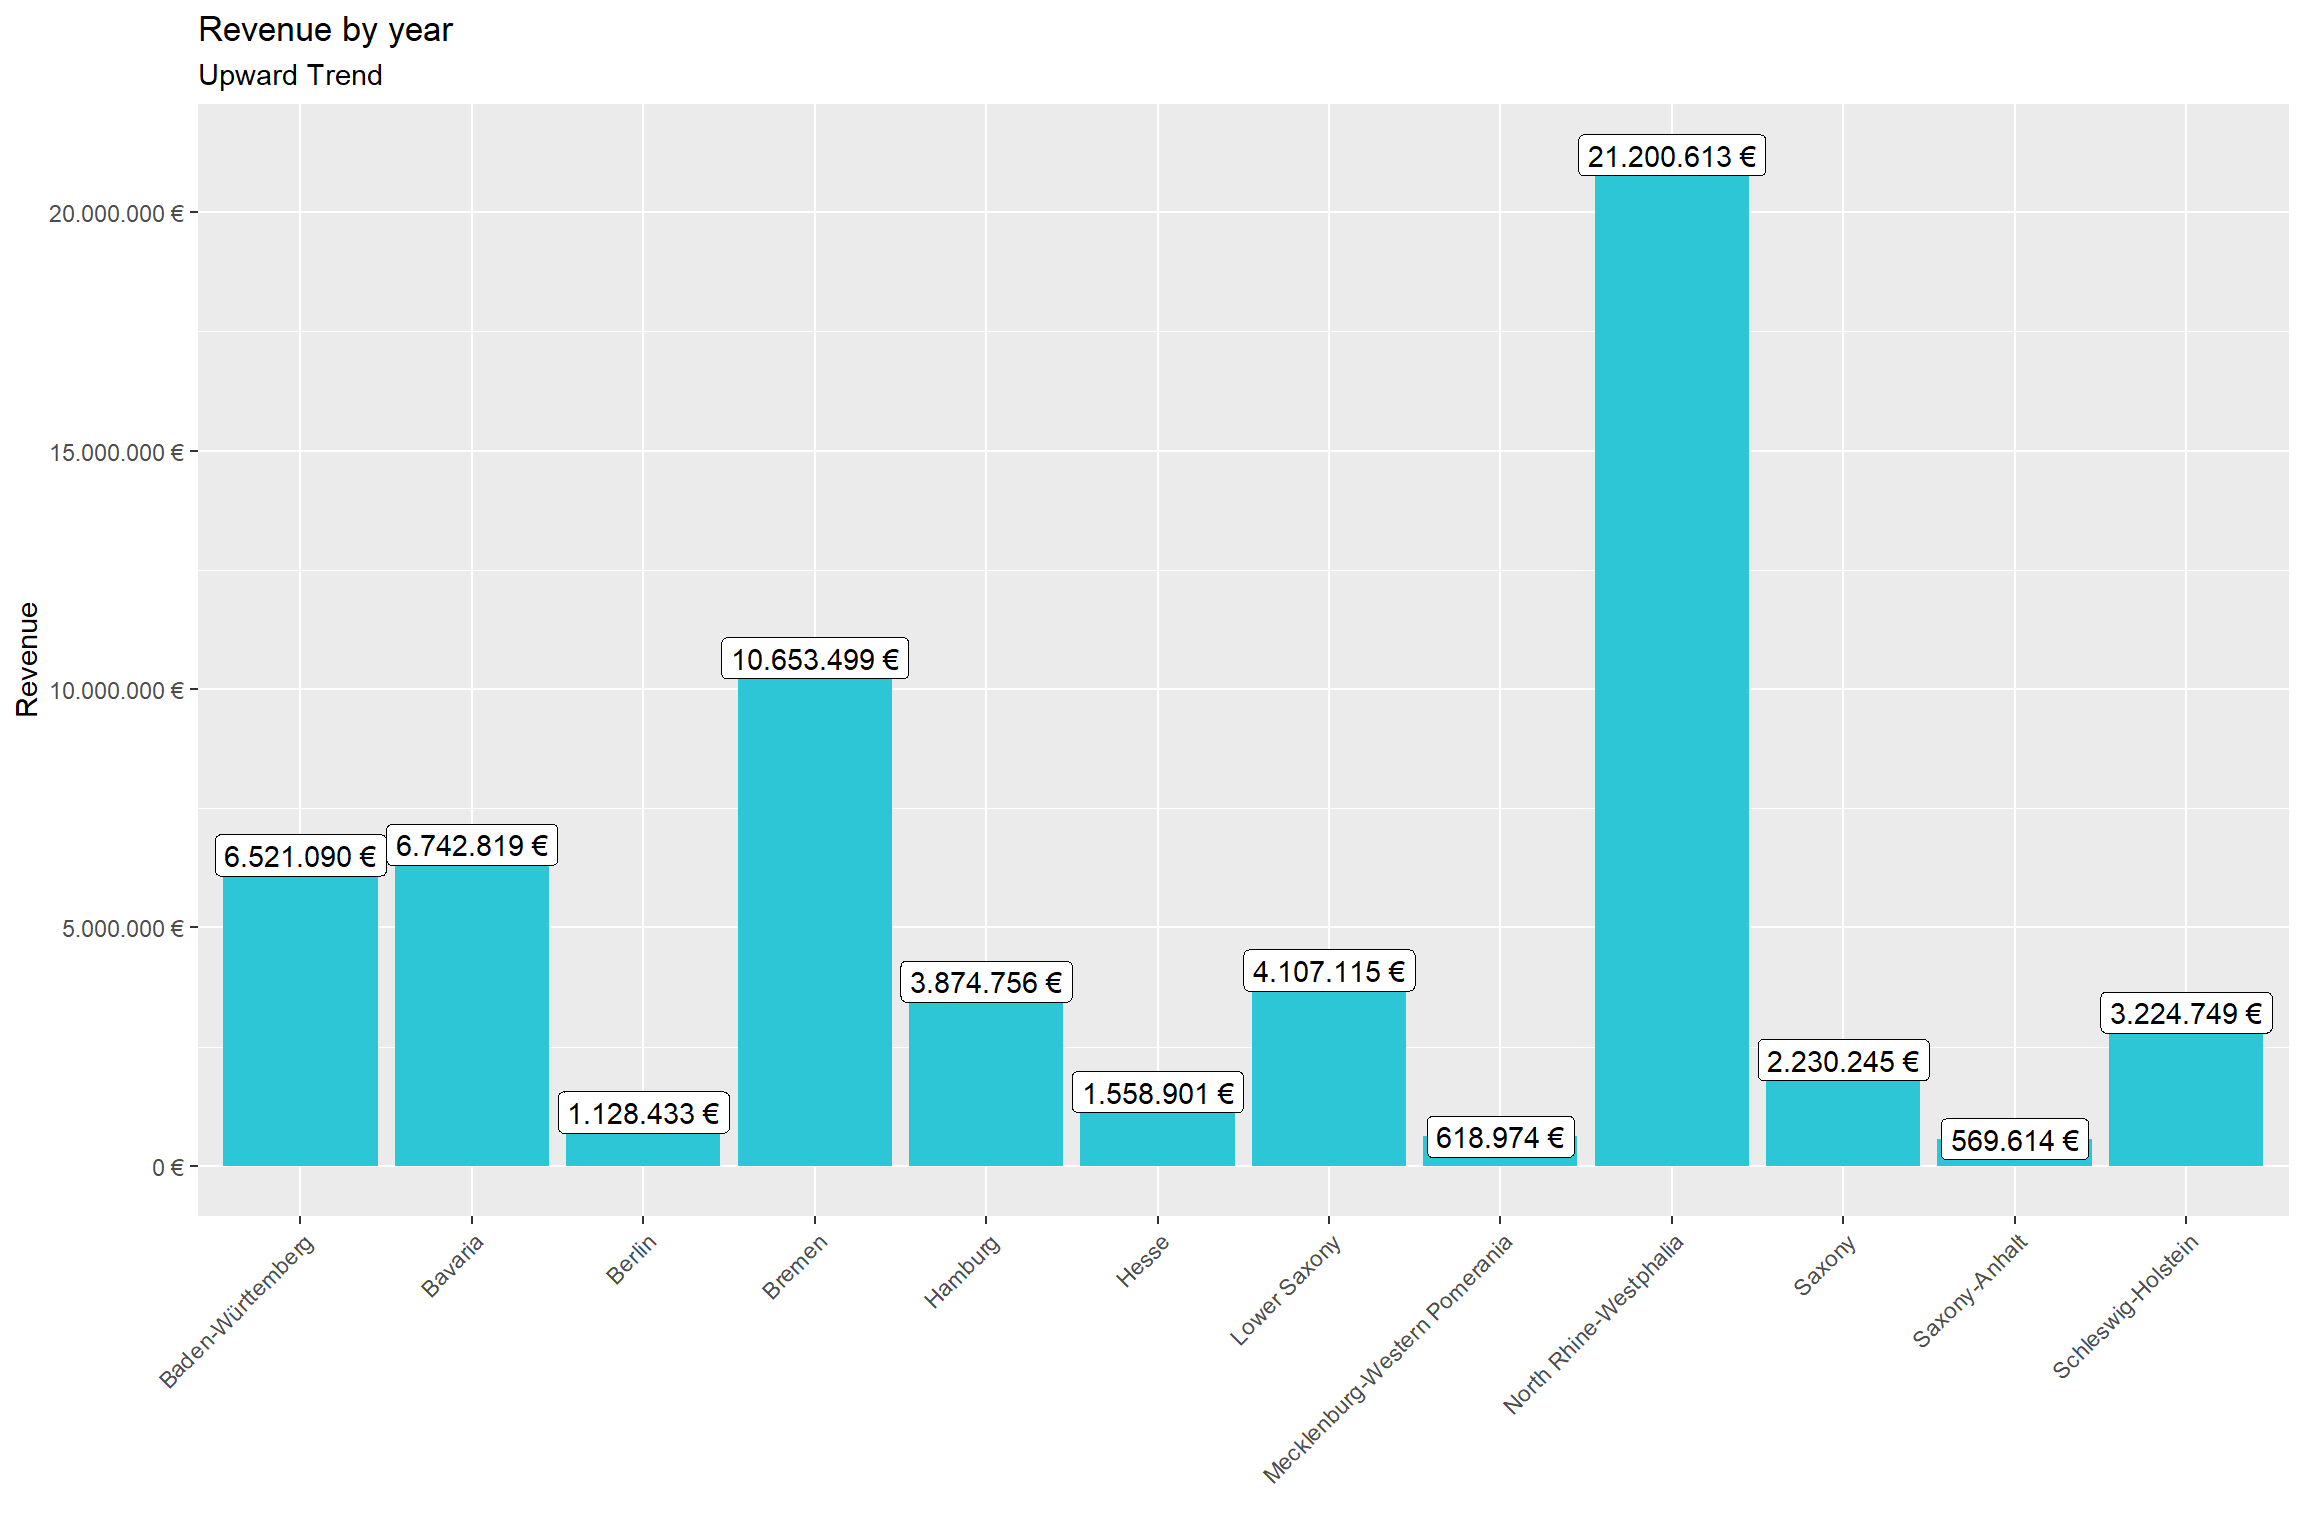 Revenue by year
Upward Trend
Revenue
20.000.000 €
15.000.000 €
10.000.000 €
5.000.000 €
0 €
6.521.090 €
6.742.819 €
1.128.433 €
10.653.499 €
3.874.756 €
1.558.901 €
4.107.115 €
618.974 €
21.200.613 €
2.230.245 €
569.614 €
3.224.749 €
Baden-Württemberg
Bavaria
Berlin
Bremen
Hamburg
Hesse
Lower Saxony
Mecklenburg-Western Pomerania
North Rhine-Westphalia
Saxony
Saxony-Anhalt
Schleswig-Holstein